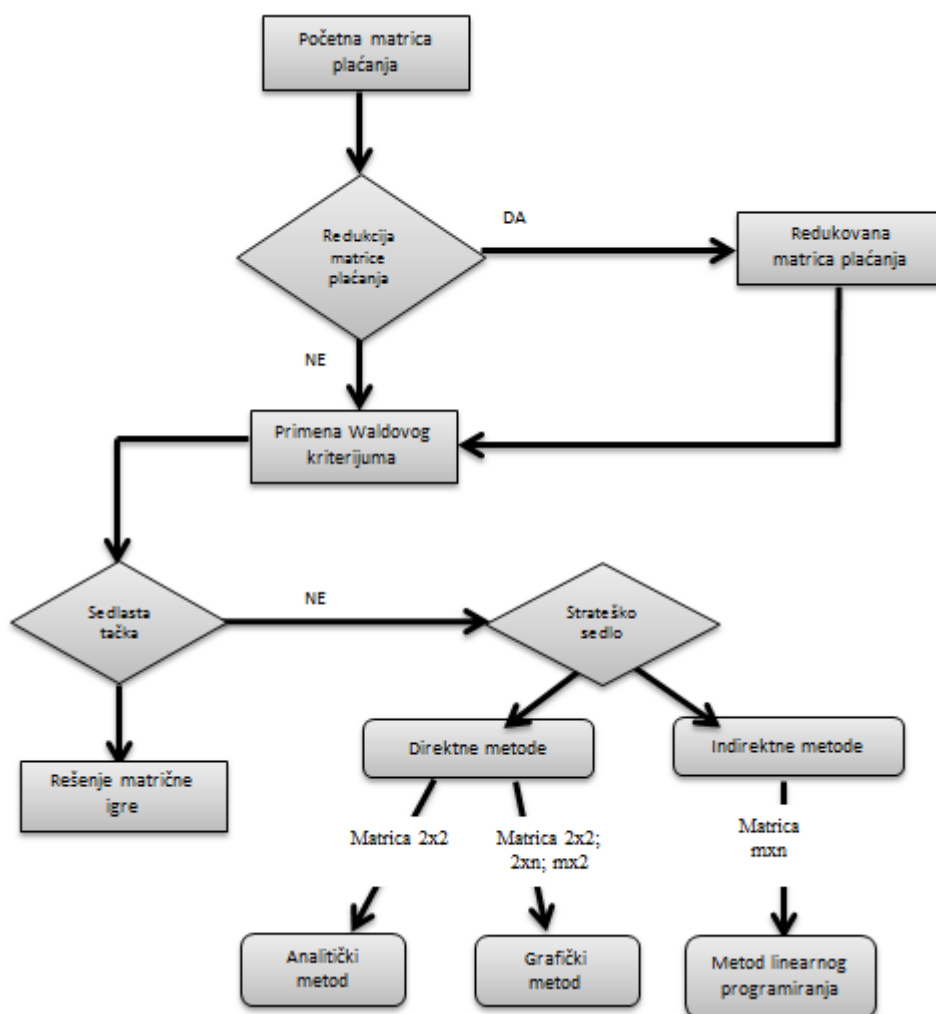 Početna matrica
plaćanja
Redukcija
matrice
plaćanja
DA
Redukovana
matrica plaćanja
NE
Primena Waldovog
kriterijuma
Sedlasta
tačka
NE
Strateško
sedlo
Direktne metode
Indirektne metode
Rešenje matrične
igre
Matrica 2x2
Matrica 2x2;
2xn; mx2
Matrica
mxn
Analitički
metod
Grafički
metod
Metod linearnog
programiranja